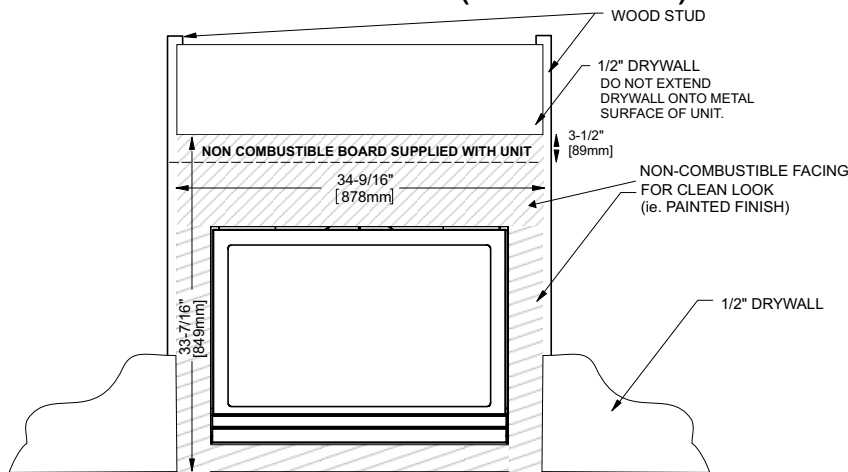 WOOD STUD
1/2" DRYWALL
DO NOT EXTEND
DRYWALL ONTO METAL
SURFACE OF UNIT.
3-1/2"
[89mm]
NON COMBUSTIBLE BOARD SUPPLIED WITH UNIT
34-9/16"
[878mm]
NON-COMBUSTIBLE FACING
FOR CLEAN LOOK
(ie. PAINTED FINISH)
33-7/16"
[849mm]
1/2" DRYWALL